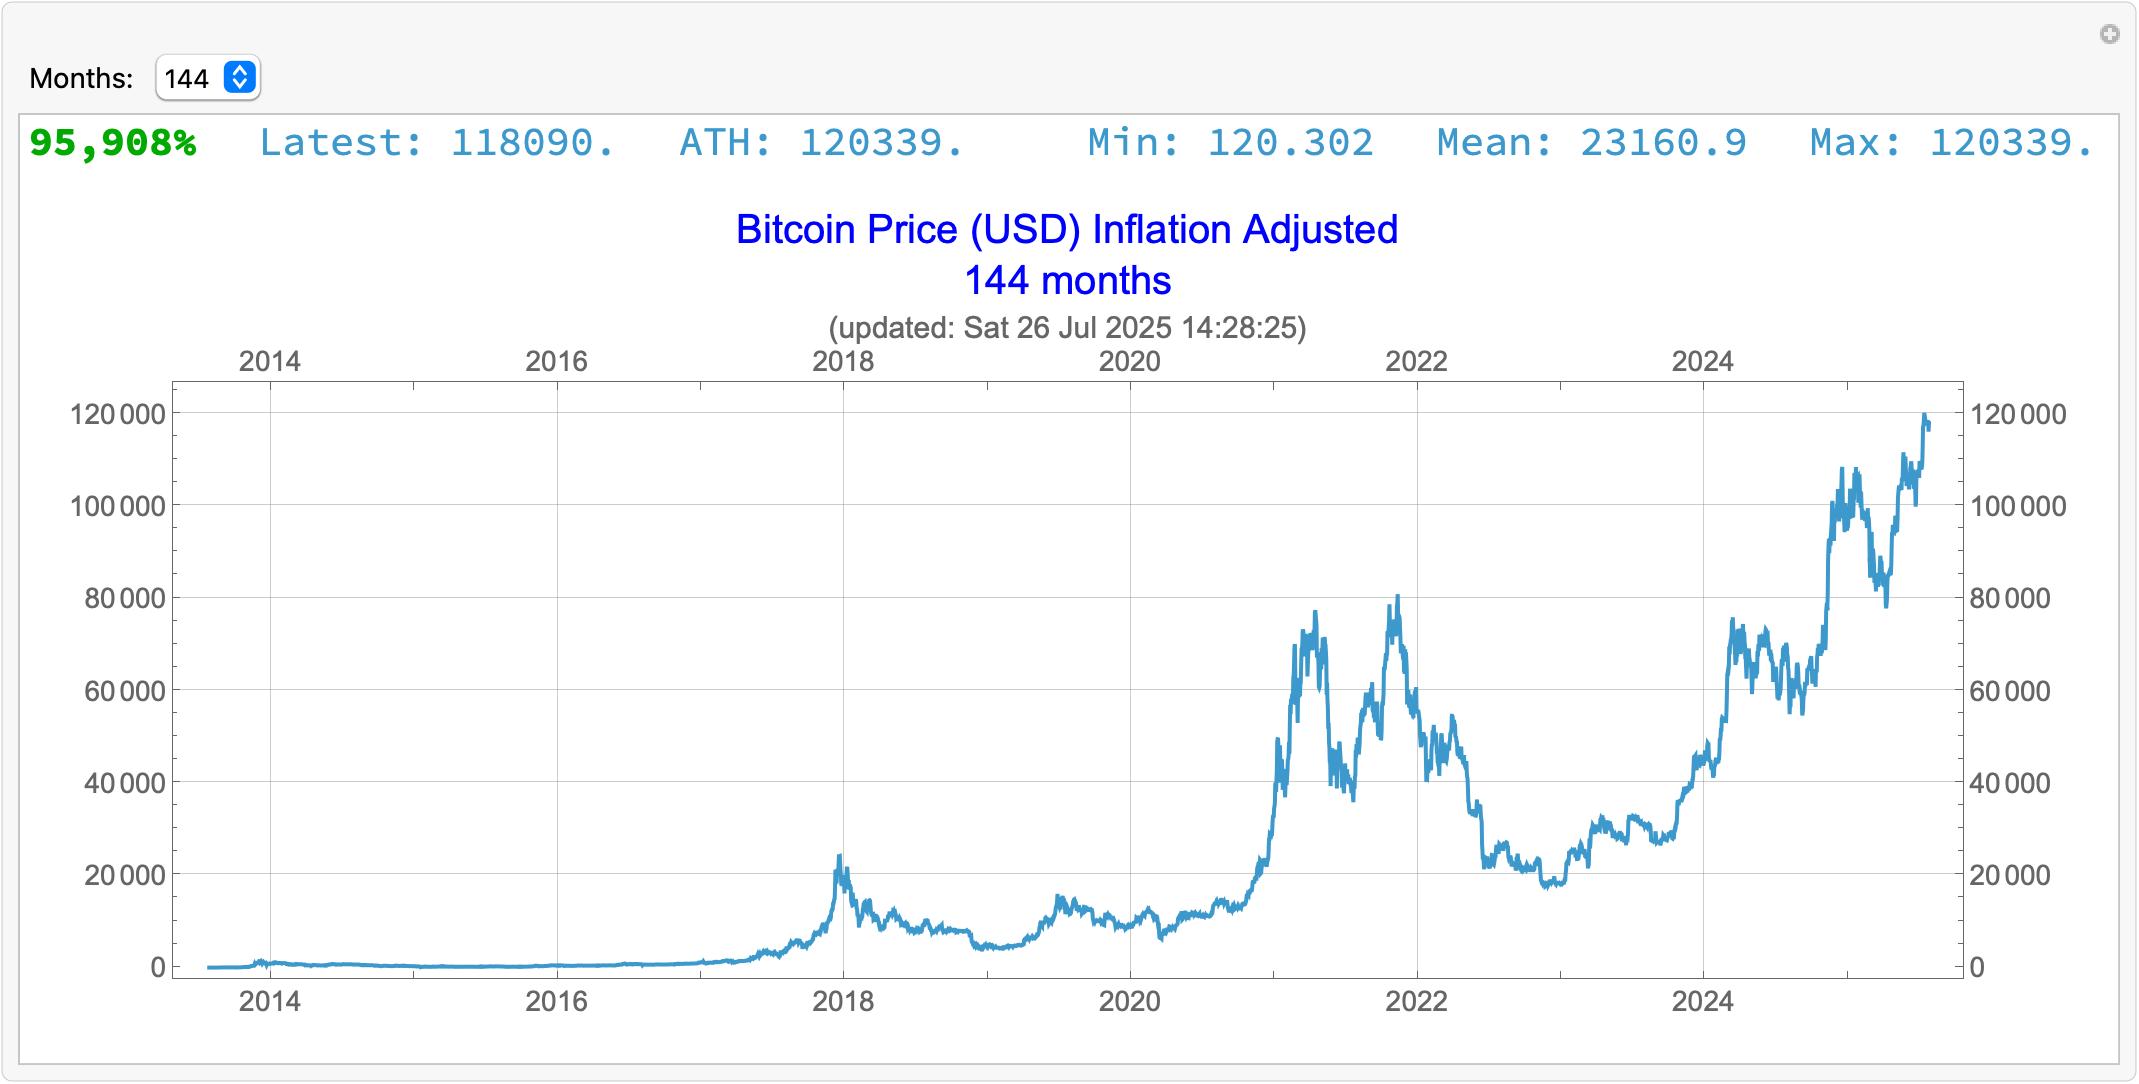 Months: 144
95,908% Latest: 118090. ATH: 120339. Min: 120.302 Mean: 23160.9 Max: 120339.
Bitcoin Price (USD) Inflation Adjusted
144 months
(updated: Sat 26 Jul 2025 14:28:25)
2014 2016 2018 2020 2022 2024
120 000 120 000
100 000 100 000
80 000 80 000
60 000 60 000
40 000 40 000
20 000 20 000
0 0
2014 2016 2018 2020 2022 2024